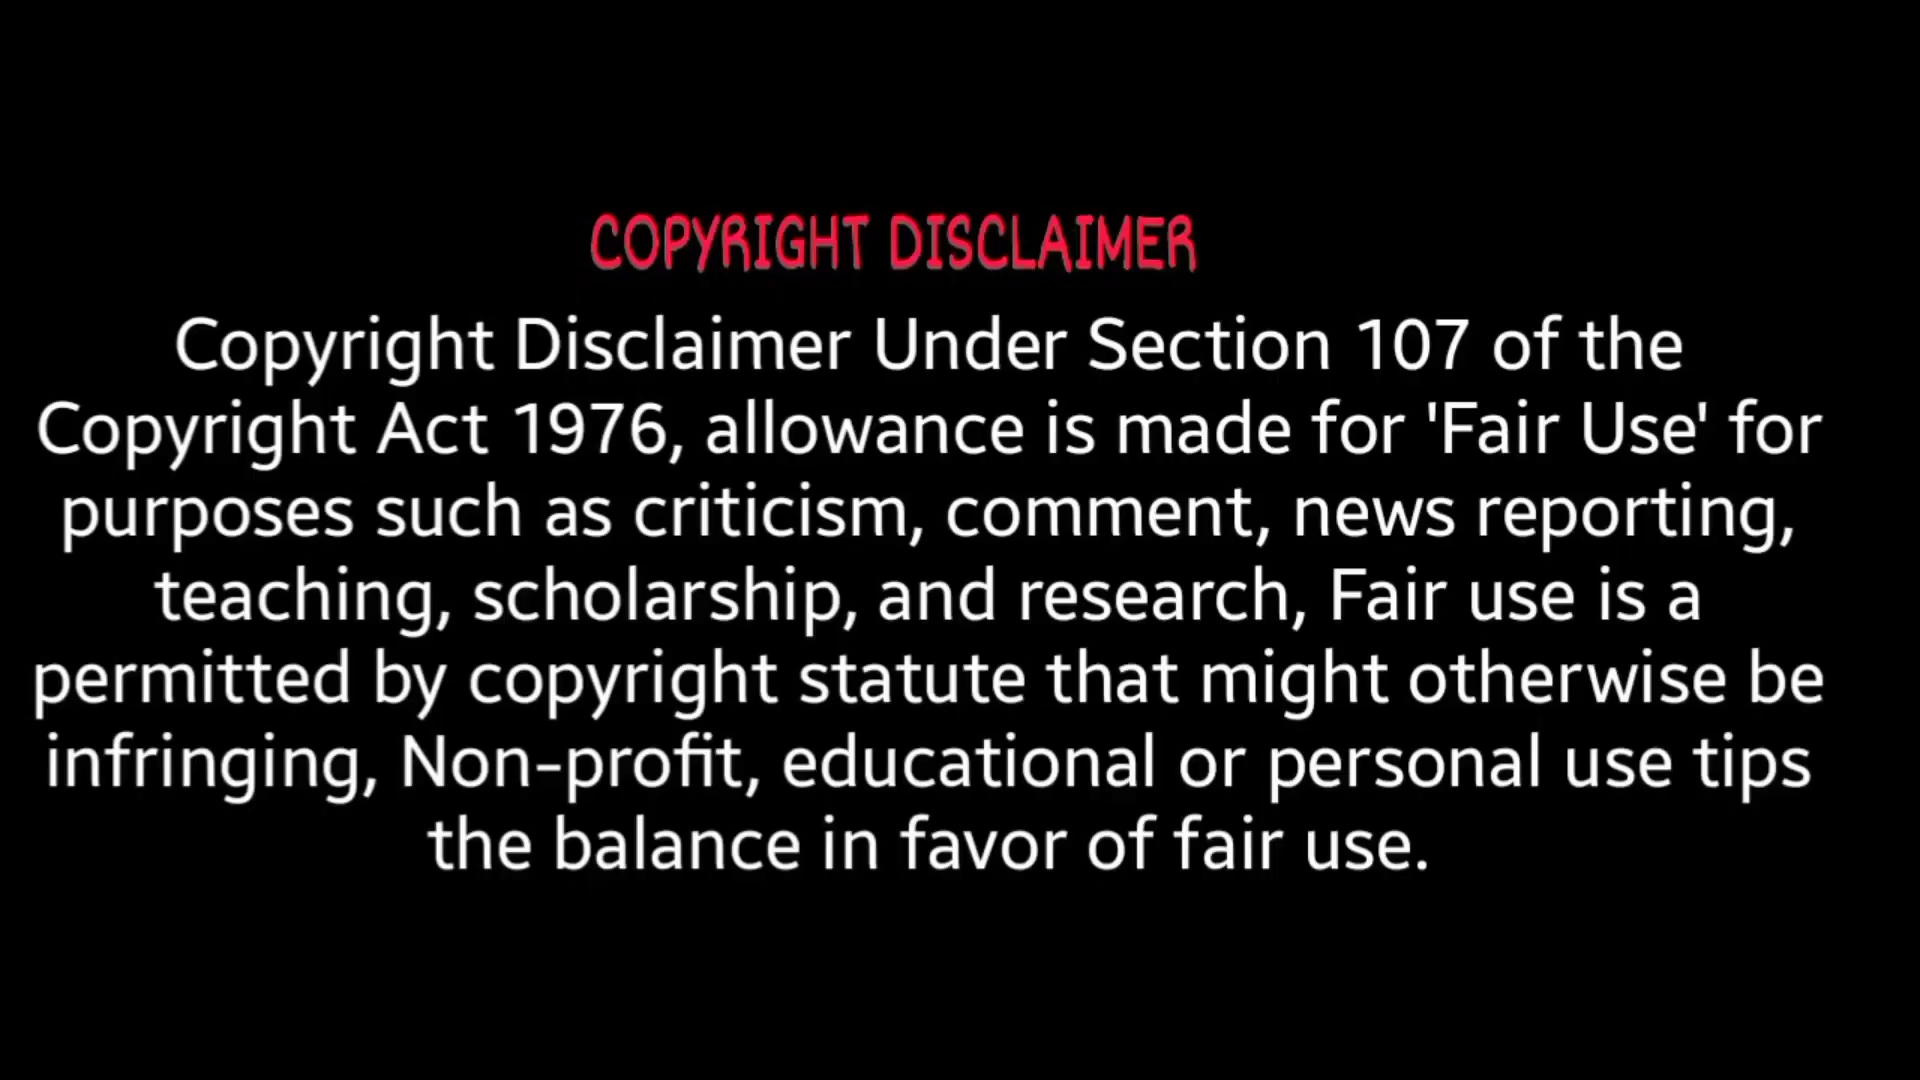 COPYRIGHT DISCLAIMER
Copyright Disclaimer Under Section 107 of the
Copyright Act 1976, allowance is made for 'Fair Use' for
purposes such as criticism, comment, news reporting,
teaching, scholarship, and research, Fair use is a
permitted by copyright statute that might otherwise be
infringing, Non-profit, educational or personal use tips
the balance in favor of fair use.